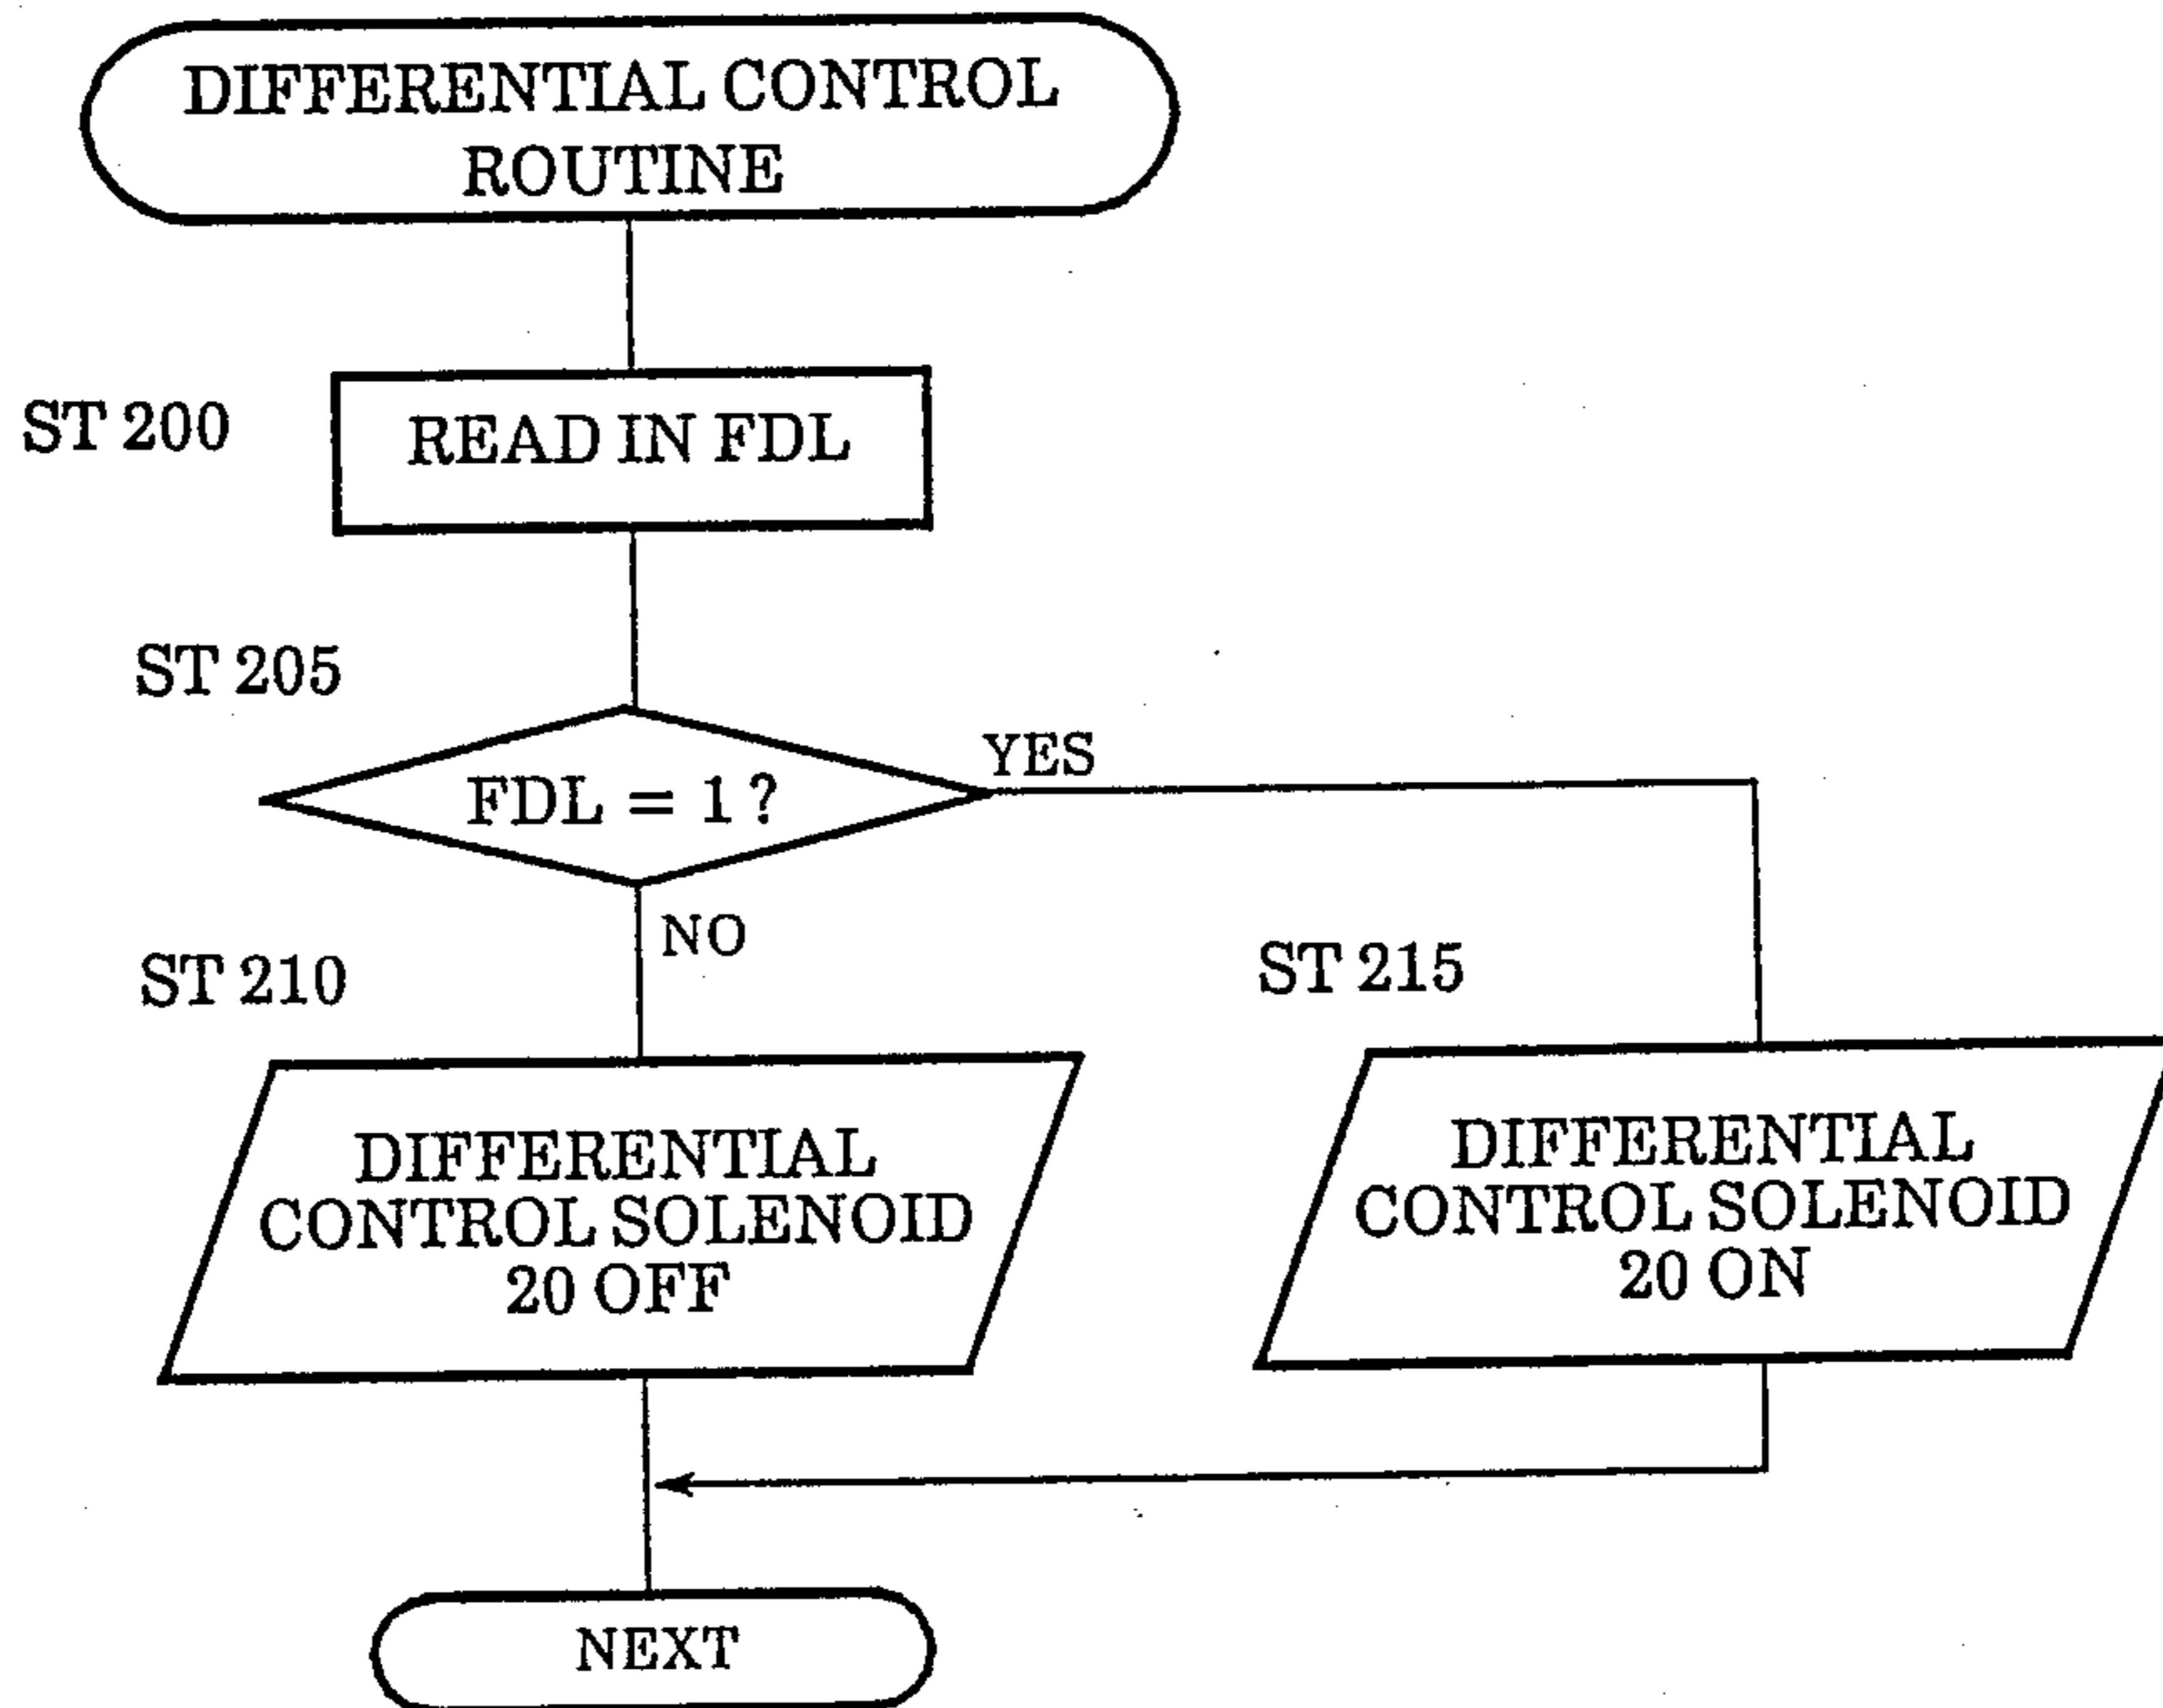 DIFFERENTIAL CONTROL
ROUTINE
ST 200
READ IN FDL
ST 205
FDL = 1 ?
YES
NO
ST 210
ST 215
DIFFERENTIAL
CONTROL SOLENOID
20 OFF
DIFFERENTIAL
CONTROL SOLENOID
20 ON
NEXT